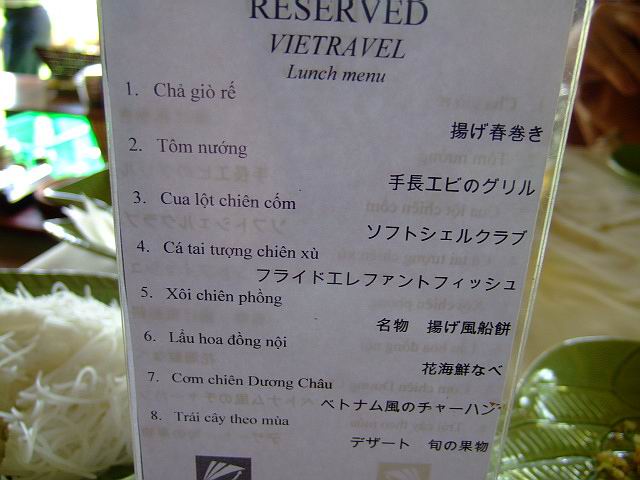 RESERVED
VIETRAVEL
Lunch menu
1. Chả giò rế
揚げ春巻き
2. Tôm nướng
手長エビのグリル
3. Cua lột chiên cốm
ソフトシェルクラブ
4. Cá tai tượng chiên xù
フライドエレファントフィッシュ
5. Xôi chiên phồng
名物 揚げ風船餅
6. Lẩu hoa đồng nội
花海鮮なべ
7. Cơm chiên Dương Châu
ベトナム風のチャーハン
8. Trái cây theo mùa
デザート 旬の果物